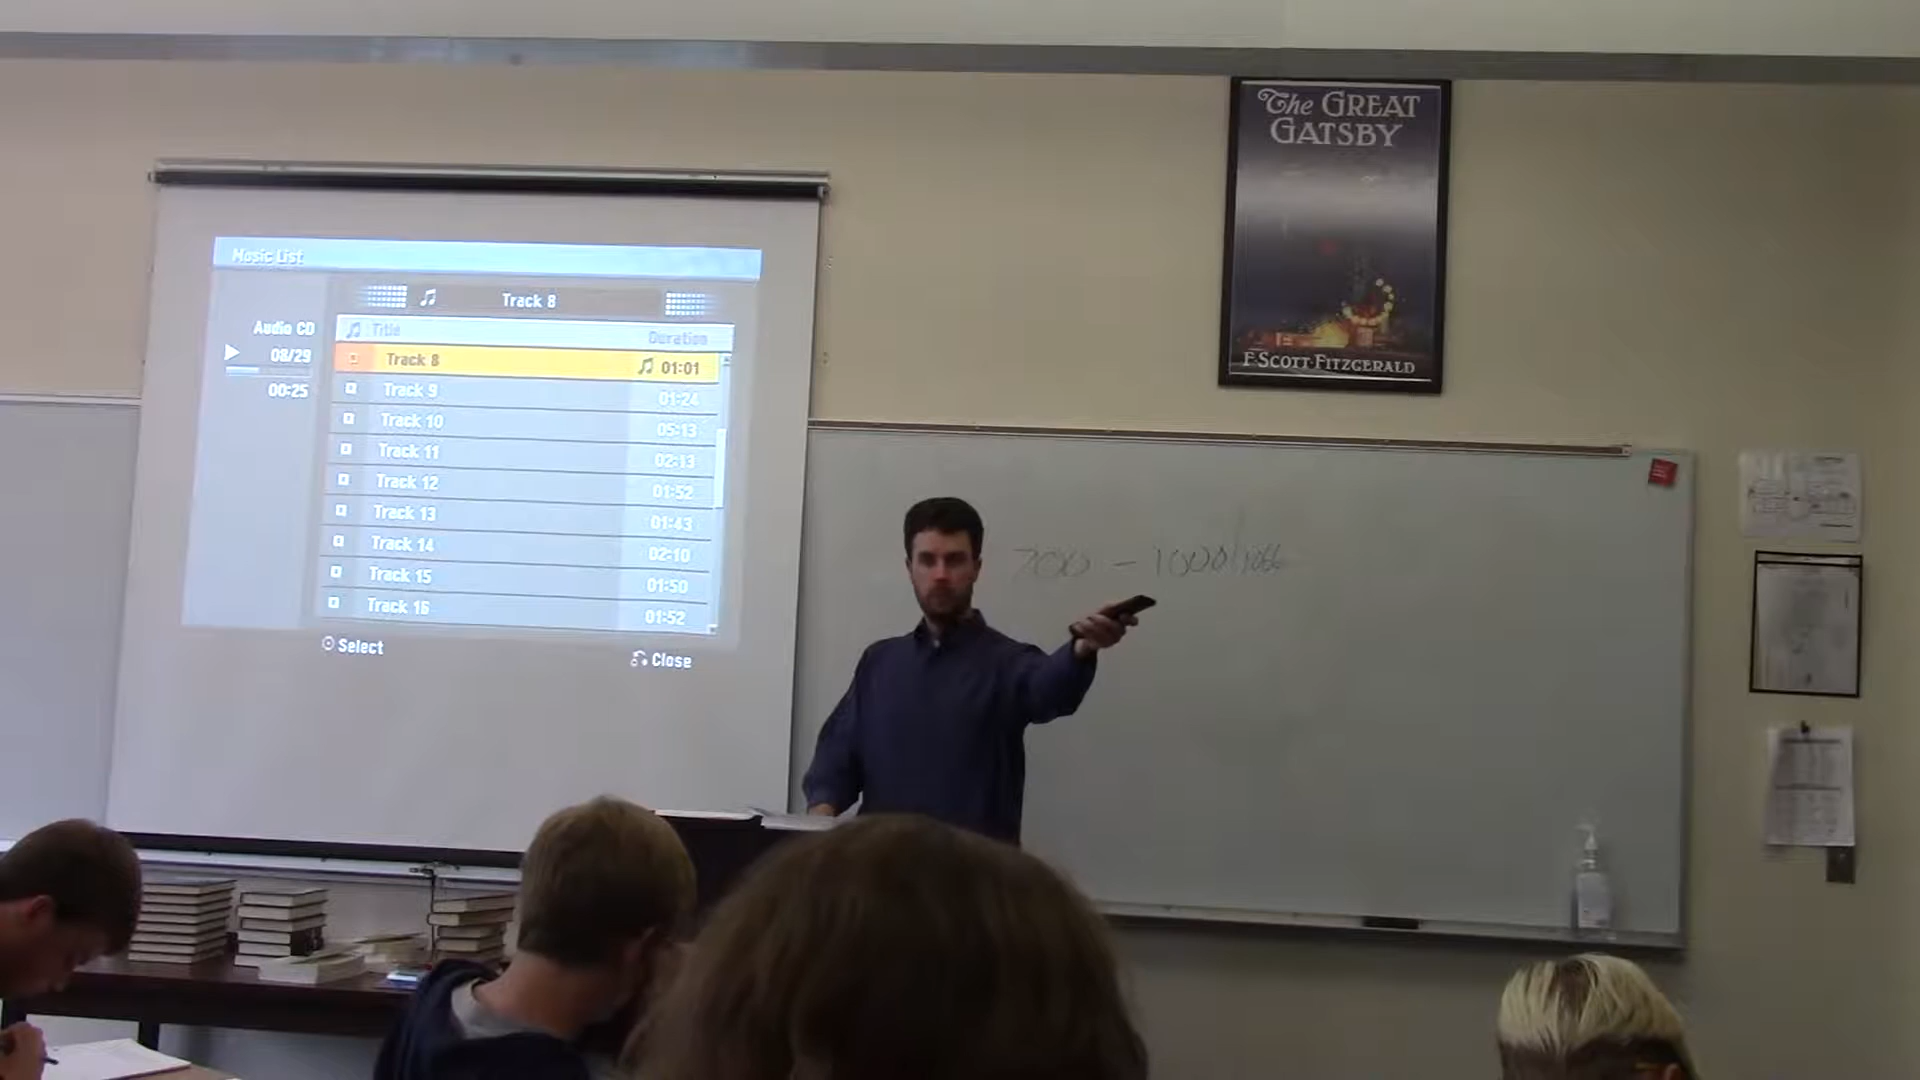 Music List
Track 8
Audio CD
08/29
00:25
Title Duration
Track 8 01:01
Track 9 01:24
Track 10 05:13
Track 11 02:13
Track 12 01:52
Track 13 01:43
Track 14 02:10
Track 15 01:50
Track 16 01:52
Select Close
The GREAT
GATSBY
F. SCOTT FITZGERALD